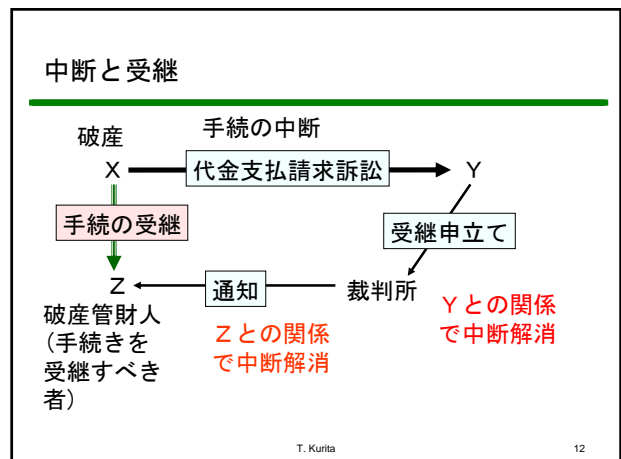 中断と受継
破産
手続の中断
X
代金支払請求訴訟
Y
手続の受継
受継申立て
Z
通知
裁判所
破産管財人
(手続きを
受継すべき
者)
Zとの関係
で中断解消
Yとの関係
で中断解消
T. Kurita
12